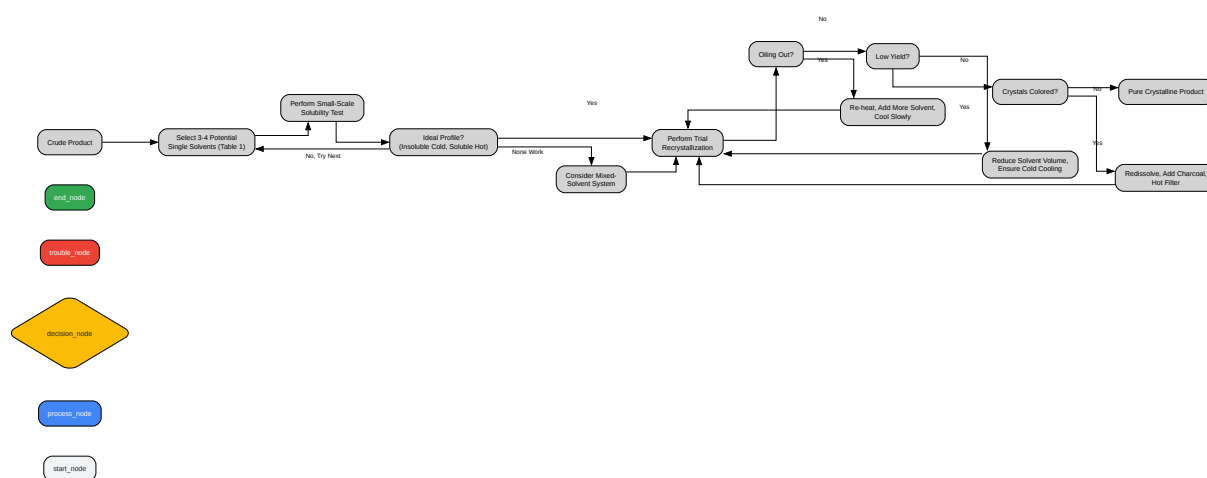 No
Oiling Out?
Yes
Low Yield?
No
Crystals Colored?
No
Pure Crystalline Product
Perform Small-Scale
Solubility Test
Yes
Re-heat, Add More Solvent,
Cool Slowly
Yes
Crude Product
Select 3-4 Potential
Single Solvents (Table 1)
Ideal Profile?
(Insoluble Cold, Soluble Hot)
Perform Trial
Recrystallization
Yes
No, Try Next
None Work
Consider Mixed-
Solvent System
Reduce Solvent Volume,
Ensure Cold Cooling
Redissolve, Add Charcoal,
Hot Filter
end_node
trouble_node
decision_node
process_node
start_node